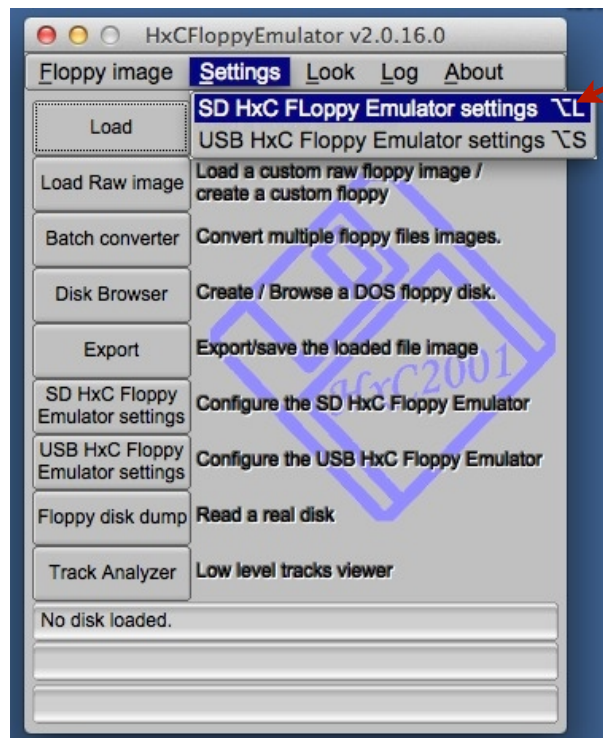 HxCFloppyEmulator v2.0.16.0
Floppy image Settings Look Log About
SD HxC FLoppy Emulator settings ⌥L
USB HxC Floppy Emulator settings ⌥S
Load
Load Raw image
Load a custom raw floppy image /
create a custom floppy
Batch converter
Convert multiple floppy files images.
Disk Browser
Create / Browse a DOS floppy disk.
Export
Export/save the loaded file image
SD HxC Floppy
Emulator settings
Configure the SD HxC Floppy Emulator
USB HxC Floppy
Emulator settings
Configure the USB HxC Floppy Emulator
Floppy disk dump
Read a real disk
Track Analyzer
Low level tracks viewer
HxC2001
No disk loaded.